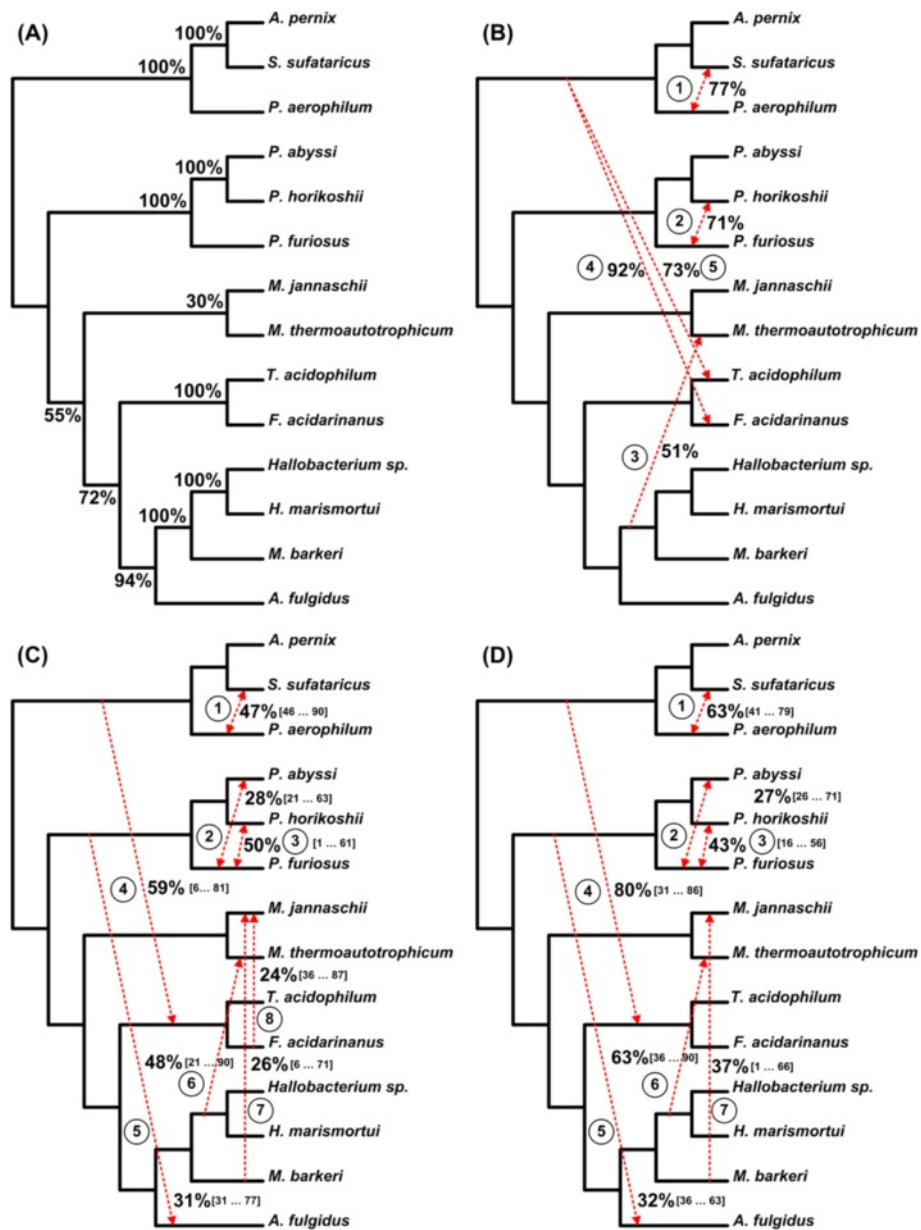 (A)
A. pernix
100%
S. sufataricus
100%
P. aerophilum
100%
P. abyssi
100%
P. horikoshii
100%
P. furiosus
M. jannaschii
30%
M. thermoautotrophicum
T. acidophilum
100%
55%
F. acidarinanus
Hallobacterium sp.
100%
72%
H. marismortui
100%
M. barkeri
94%
A. fulgidus
(B)
A. pernix
S. sufataricus
1 77%
P. aerophilum
P. abyssi
P. horikoshii
2 71%
P. furiosus
4 92% 73% 5
M. jannaschii
M. thermoautotrophicum
T. acidophilum
F. acidarinanus
3 51%
Hallobacterium sp.
H. marismortui
M. barkeri
A. fulgidus
(C)
A. pernix
S. sufataricus
1 47% [46 ... 90]
P. aerophilum
P. abyssi
28% [21 ... 63]
P. horikoshii
2 50% 3 [1 ... 61]
P. furiosus
4 59% [6... 81]
M. jannaschii
M. thermoautotrophicum
24% [36 ... 87]
T. acidophilum
8
F. acidarinanus
48% [21 ... 90] 26% [6 ... 71]
6
Hallobacterium sp.
5 7
H. marismortui
M. barkeri
31% [31 ... 77]
A. fulgidus
(D)
A. pernix
S. sufataricus
1 63% [41 ... 79]
P. aerophilum
P. abyssi
27% [26 ... 71]
P. horikoshii
2 43% 3 [16 ... 56]
P. furiosus
4 80% [31 ... 86]
M. jannaschii
M. thermoautotrophicum
T. acidophilum
F. acidarinanus
63% [36 ... 90] 37% [1 ... 66]
6
Hallobacterium sp.
5 7
H. marismortui
M. barkeri
32% [36 ... 63]
A. fulgidus